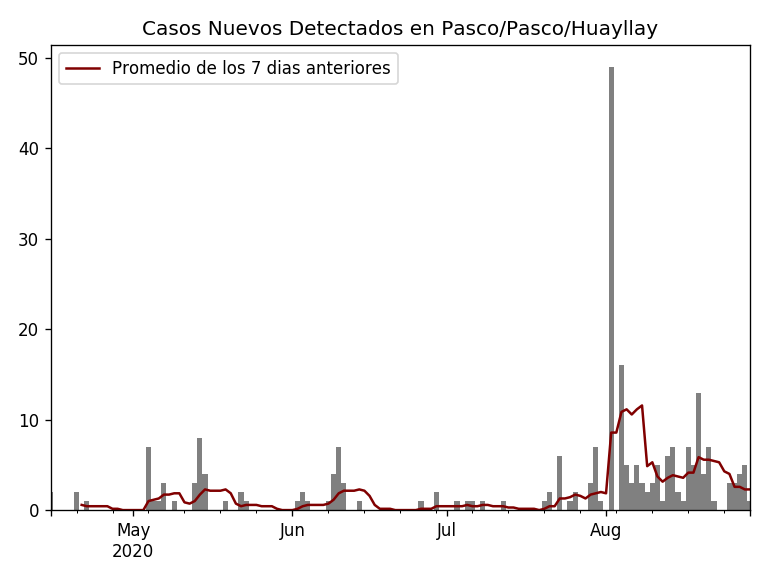 Casos Nuevos Detectados en Pasco/Pasco/Huayllay
Promedio de los 7 dias anteriores
50
40
30
20
10
0
May
2020
Jun
Jul
Aug